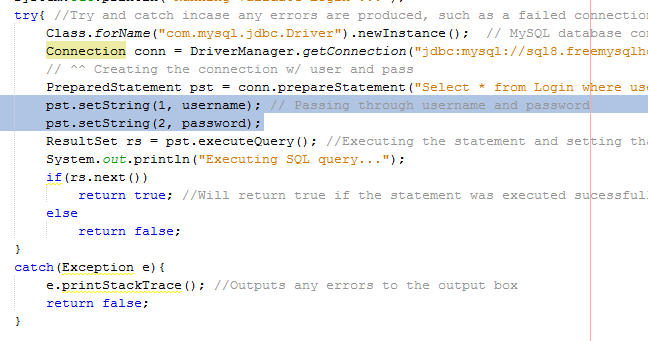 try{ //Try and catch incase any errors are produced, such as a failed connection
Class.forName("com.mysql.jdbc.Driver").newInstance(); // MySQL database con
Connection conn = DriverManager.getConnection("jdbc:mysql://sql8.freemysqlho
// ^^ Creating the connection w/ user and pass
PreparedStatement pst = conn.prepareStatement("Select * from Login where use
pst.setString(1, username); // Passing through username and password
pst.setString(2, password);
ResultSet rs = pst.executeQuery(); //Executing the statement and setting tha
System.out.println("Executing SQL query...");
if(rs.next())
return true; //Will return true if the statement was executed sucessfull
else
return false;
}
catch(Exception e){
e.printStackTrace(); //Outputs any errors to the output box
return false;
}